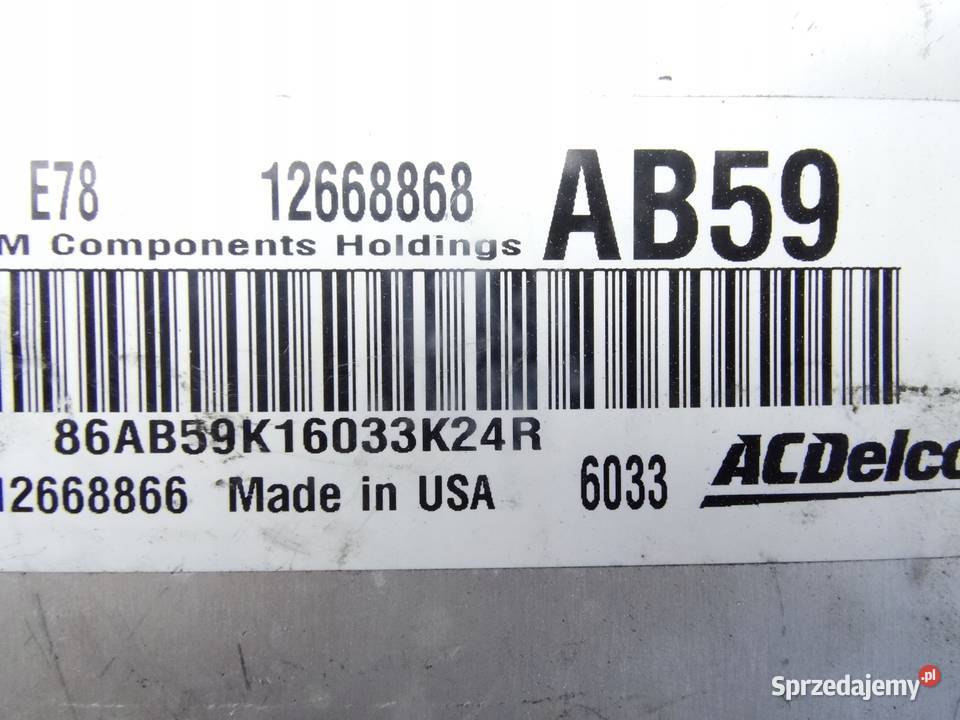 E78 12668868 AB59
M Components Holdings
86AB59K16033K24R
12668866 Made in USA 6033 ACDelco
Sprzedajemy.pl